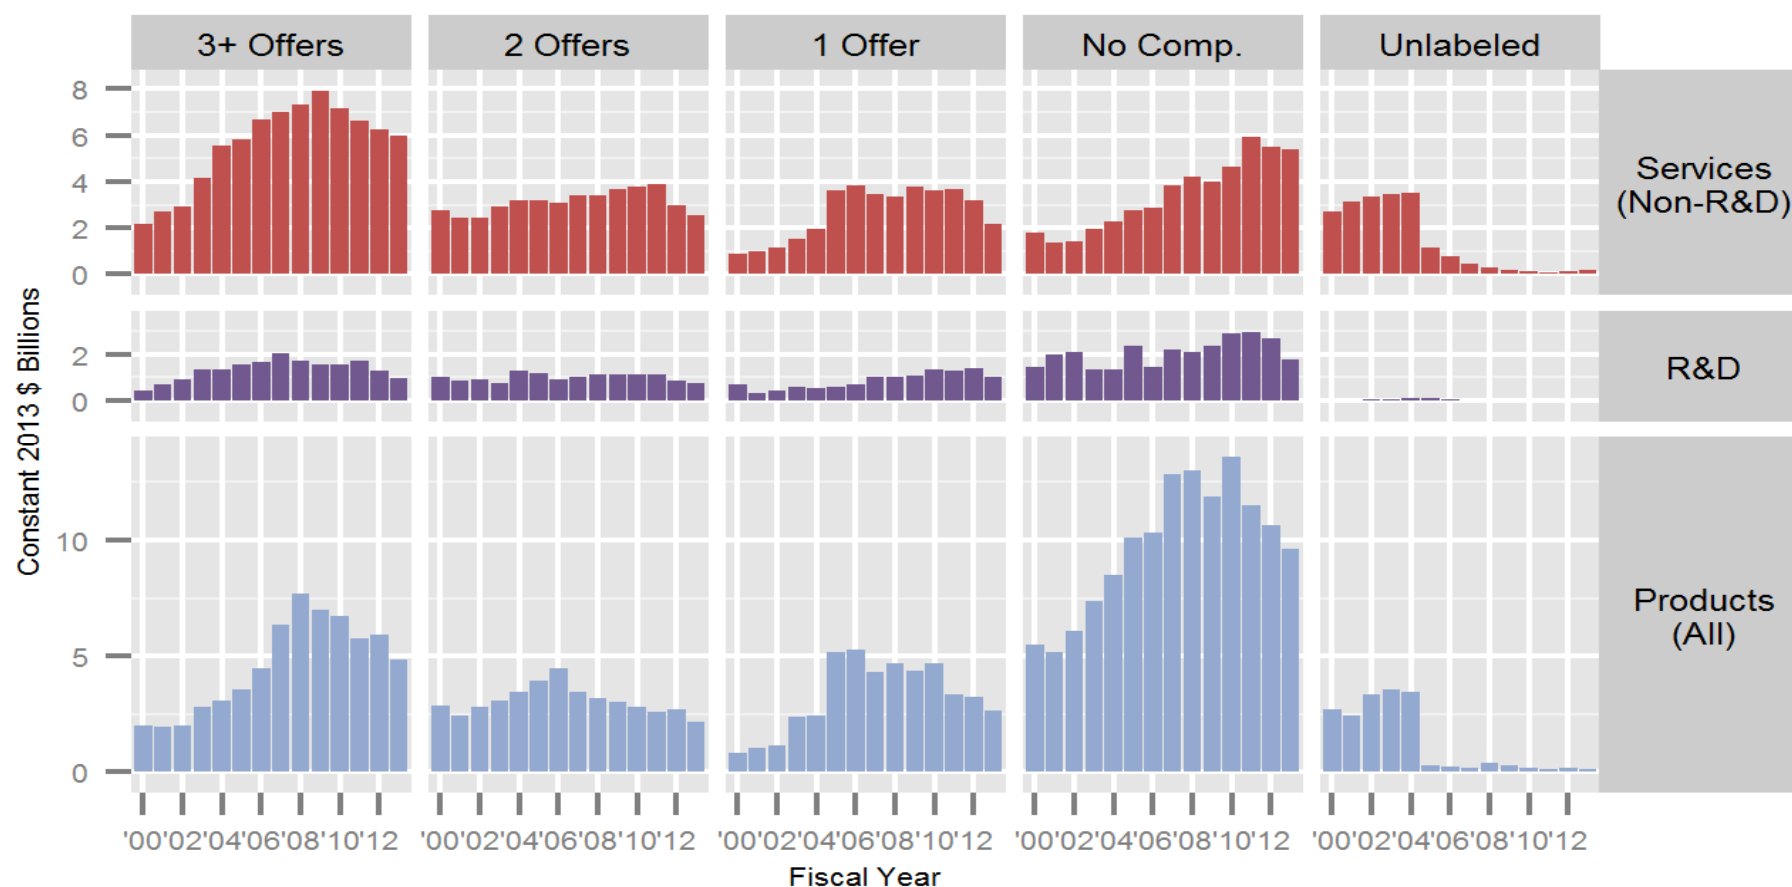 3+ Offers 2 Offers 1 Offer No Comp. Unlabeled
8
6
4
2
0
Services
(Non-R&D)
2
0
R&D
10
5
0
Products
(All)
Constant 2013 $ Billions
'00'02'04'06'08'10'12 '00'02'04'06'08'10'12 '00'02'04'06'08'10'12 '00'02'04'06'08'10'12 '00'02'04'06'08'10'12
Fiscal Year